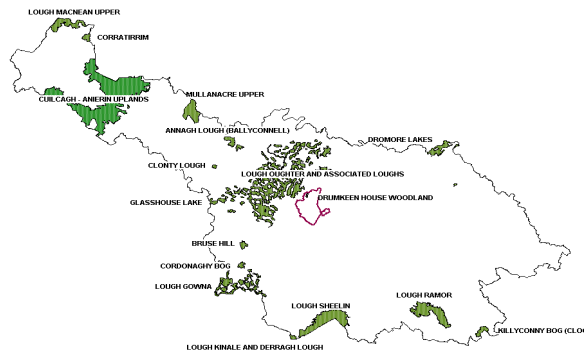 LOUGH MACNEAN UPPER
CORRATIRRIM
CUILCAGH - ANIERIN UPLANDS
MULLANACRE UPPER
ANNAGH LOUGH (BALLYCONNELL)
DROMORE LAKES
CLONTY LOUGH
LOUGH OUGHTER AND ASSOCIATED LOUGHS
GLASSHOUSE LAKE
DRUMKEEN HOUSE WOODLAND
BRUSE HILL
CORDONAGHY BOG
LOUGH GOWNA
LOUGH SHEELIN
LOUGH RAMOR
KILLYCONNY BOG (CLOG
LOUGH KINALE AND DERRAGH LOUGH